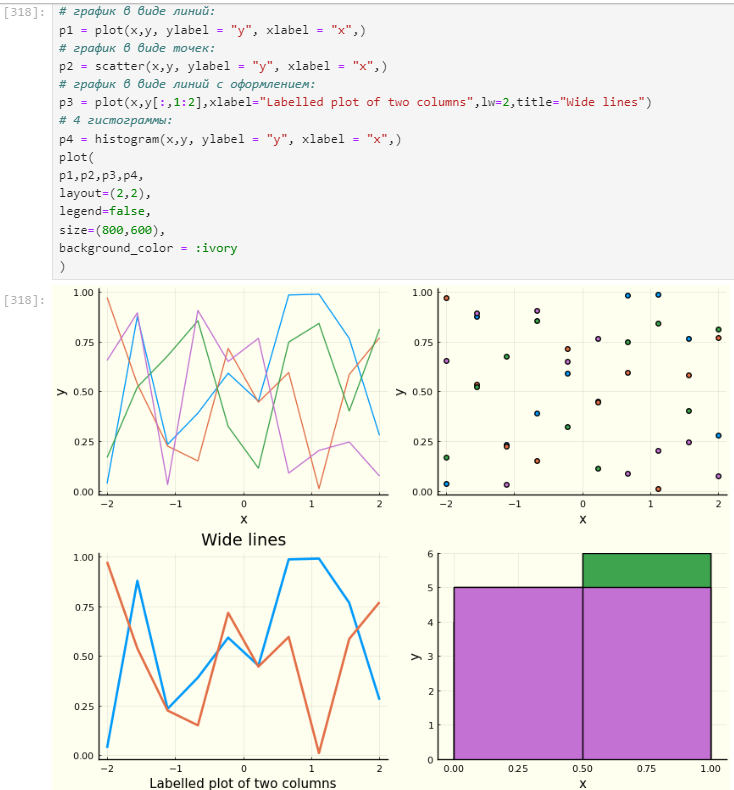 [318]: # график в виде линий:
p1 = plot(x,y, ylabel = "y", xlabel = "x",)
# график в виде точек:
p2 = scatter(x,y, ylabel = "y", xlabel = "x",)
# график в виде линий с оформлением:
p3 = plot(x,y[:,1:2],xlabel="Labelled plot of two columns",lw=2,title="Wide lines")
# 4 гистограммы:
p4 = histogram(x,y, ylabel = "y", xlabel = "x",)
plot(
p1,p2,p3,p4,
layout=(2,2),
legend=false,
size=(800,600),
background_color = :ivory
)
[318]:
1.00
0.75
0.50
0.25
0.00
y
−2 −1 0 1 2
x
1.00
0.75
0.50
0.25
0.00
y
−2 −1 0 1 2
x
Wide lines
1.00
0.75
0.50
0.25
0.00
−2 −1 0 1 2
Labelled plot of two columns
6
5
4
3
2
1
0
y
0.00 0.25 0.50 0.75 1.00
x